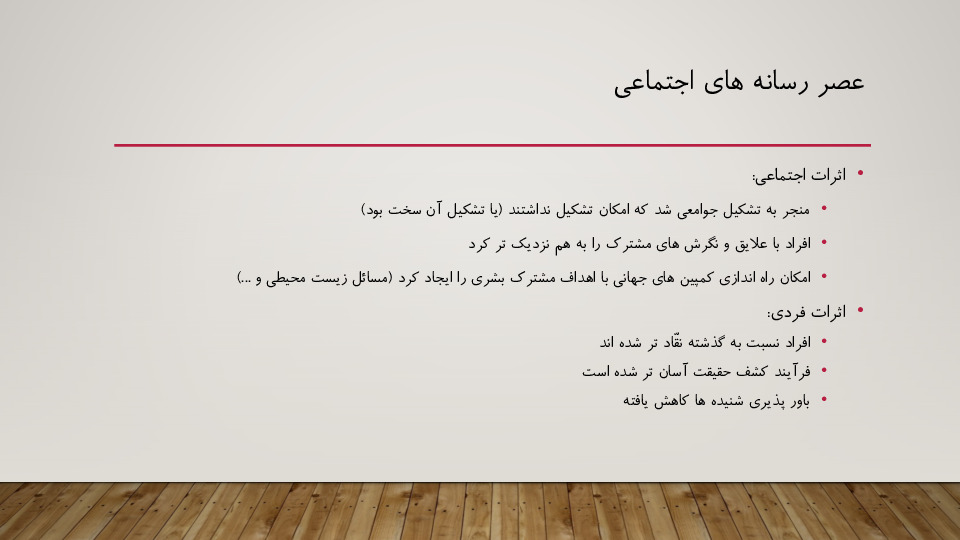 عصر رسانه های اجتماعی
• اثرات اجتماعی:
• منجر به تشکیل جوامعی شد که امکان تشکیل نداشتند (یا تشکیل آن سخت بود)
• افراد با علایق و نگرش های مشترک را به هم نزدیک تر کرد
• امکان راه اندازی کمپین های جهانی با اهداف مشترک بشری را ایجاد کرد (مسائل زیست محیطی و ...)
• اثرات فردی:
• افراد نسبت به گذشته نقّاد تر شده اند
• فرآیند کشف حقیقت آسان تر شده است
• باور پذیری شنیده ها کاهش یافته